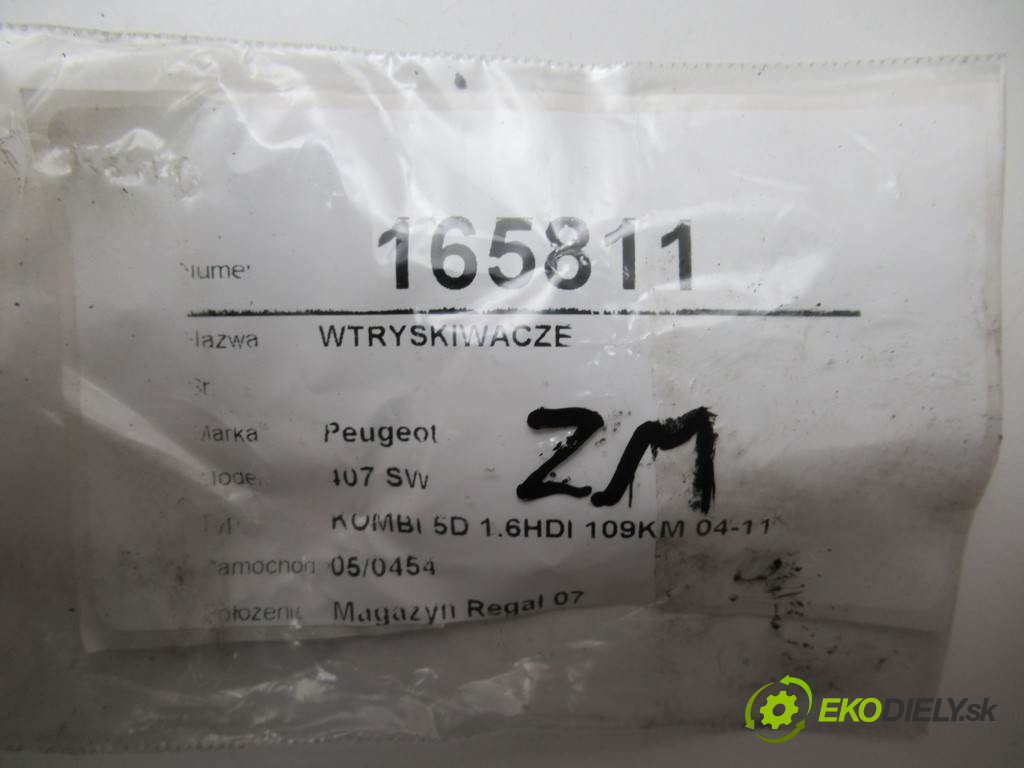 165811
WTRYSKIWACZE
Peugeot
407 SW
ZM
KOMBI 5D 1.6HDI 109KM 04-11
05/0454
Magazyn Regał 07
EKODIELY.sk